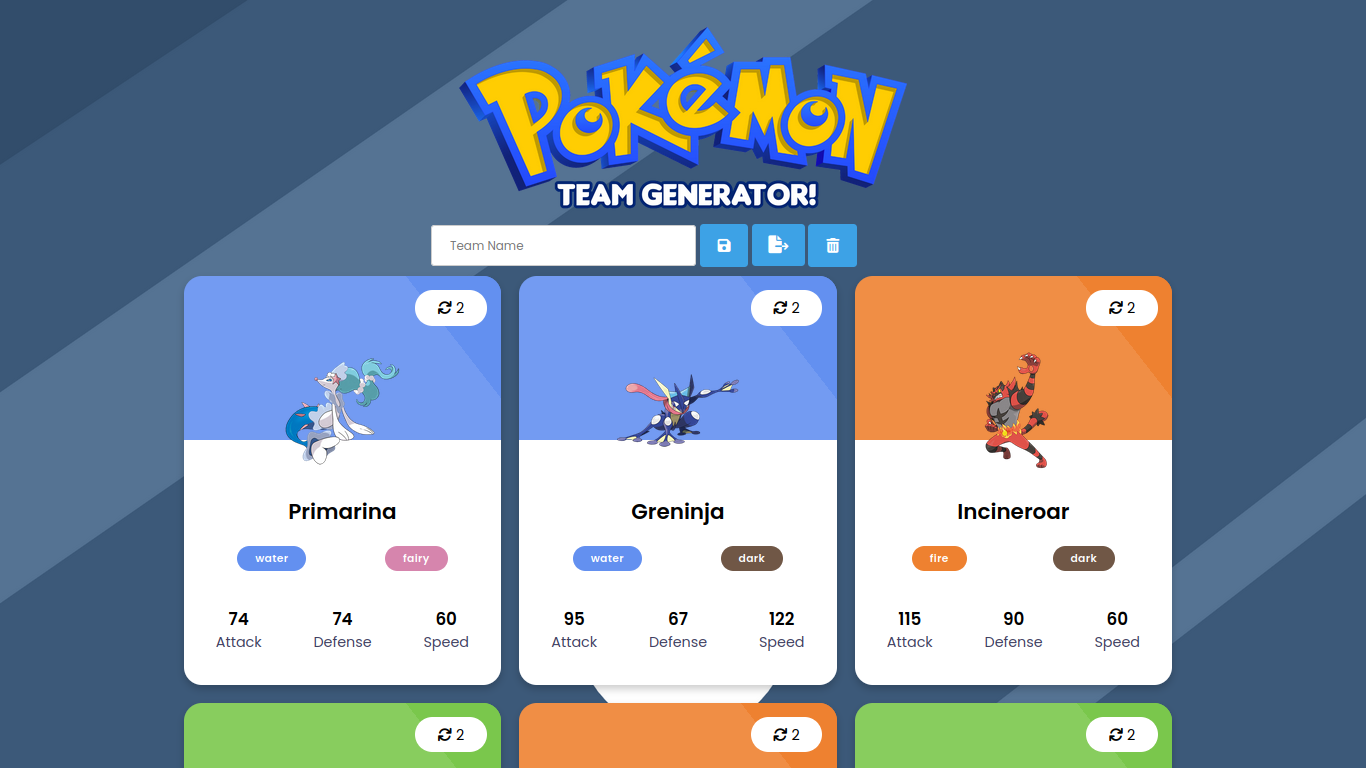 POKéMON
TEAM GENERATOR!
Team Name
2 2 2
Primarina Greninja Incineroar
water fairy water dark fire dark
74 74 60 95 67 122 115 90 60
Attack Defense Speed Attack Defense Speed Attack Defense Speed
2 2 2